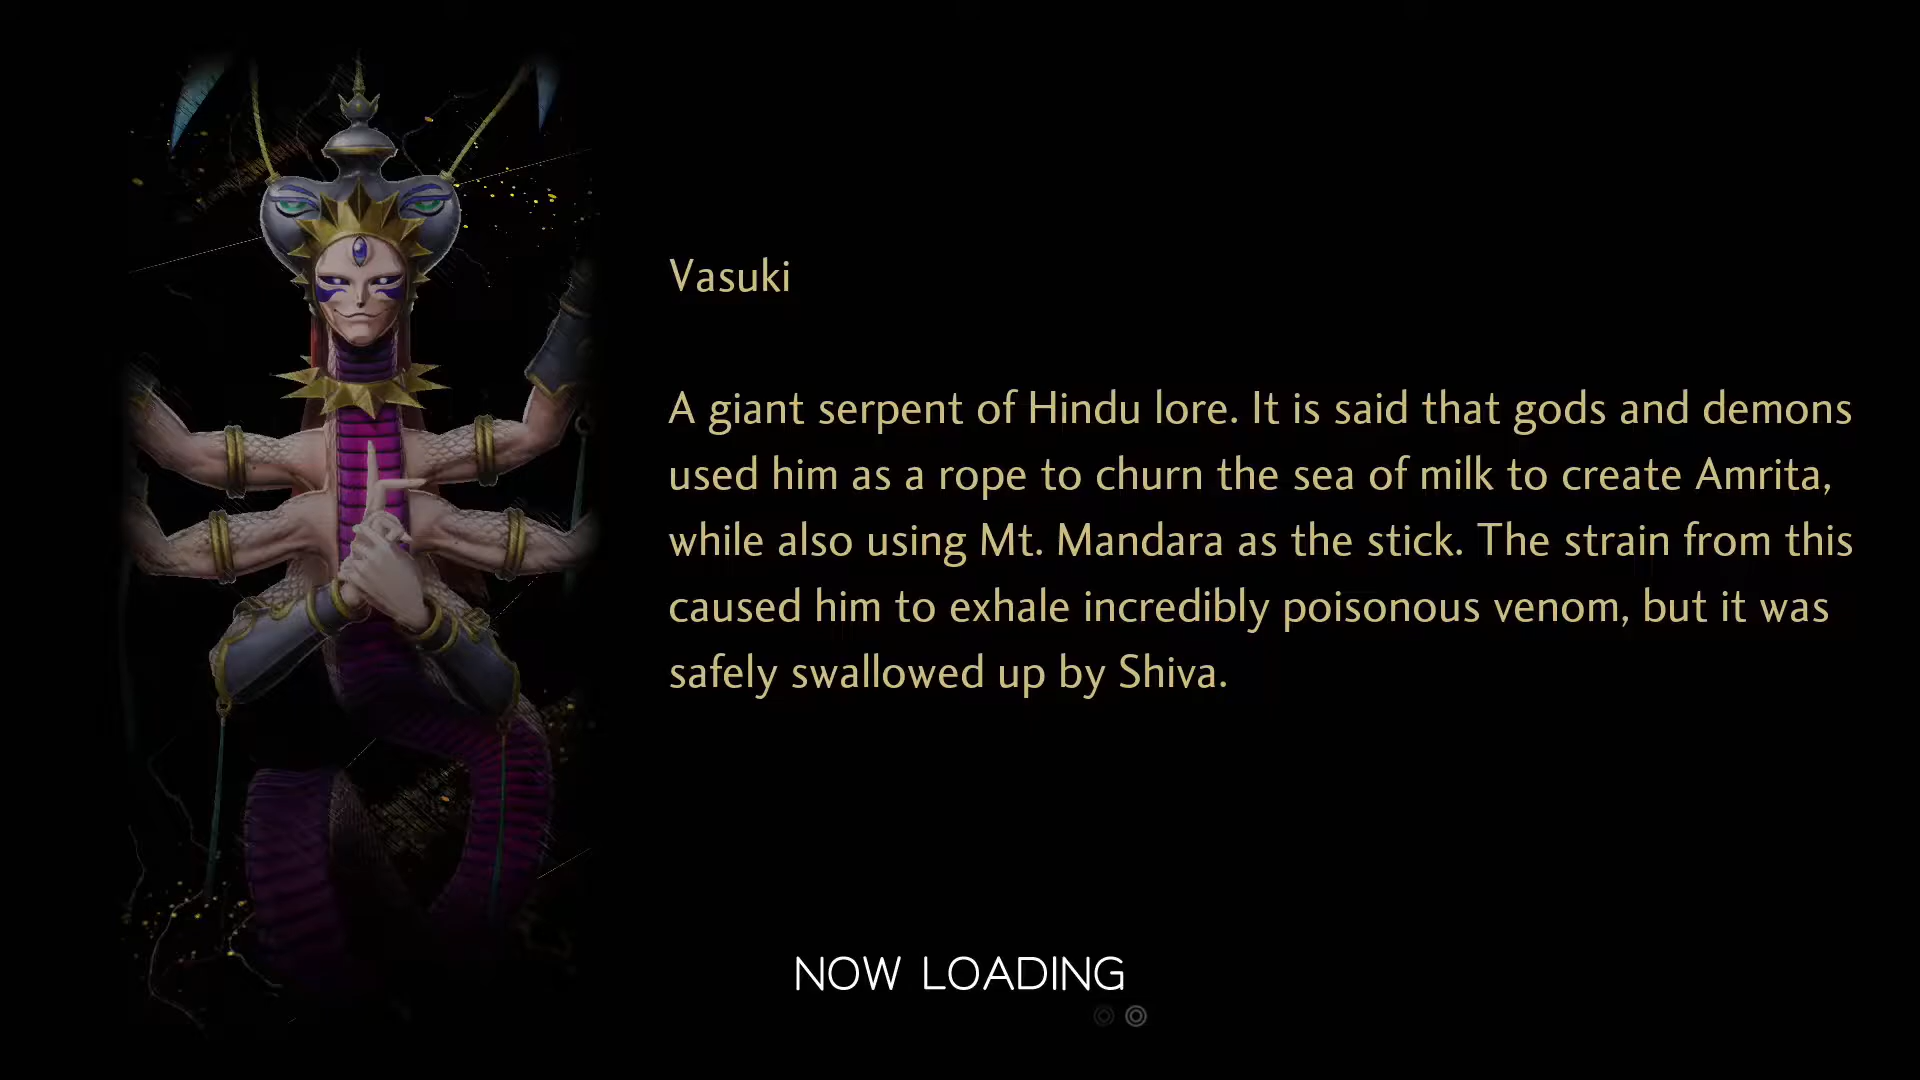 Vasuki
A giant serpent of Hindu lore. It is said that gods and demons
used him as a rope to churn the sea of milk to create Amrita,
while also using Mt. Mandara as the stick. The strain from this
caused him to exhale incredibly poisonous venom, but it was
safely swallowed up by Shiva.
NOW LOADING